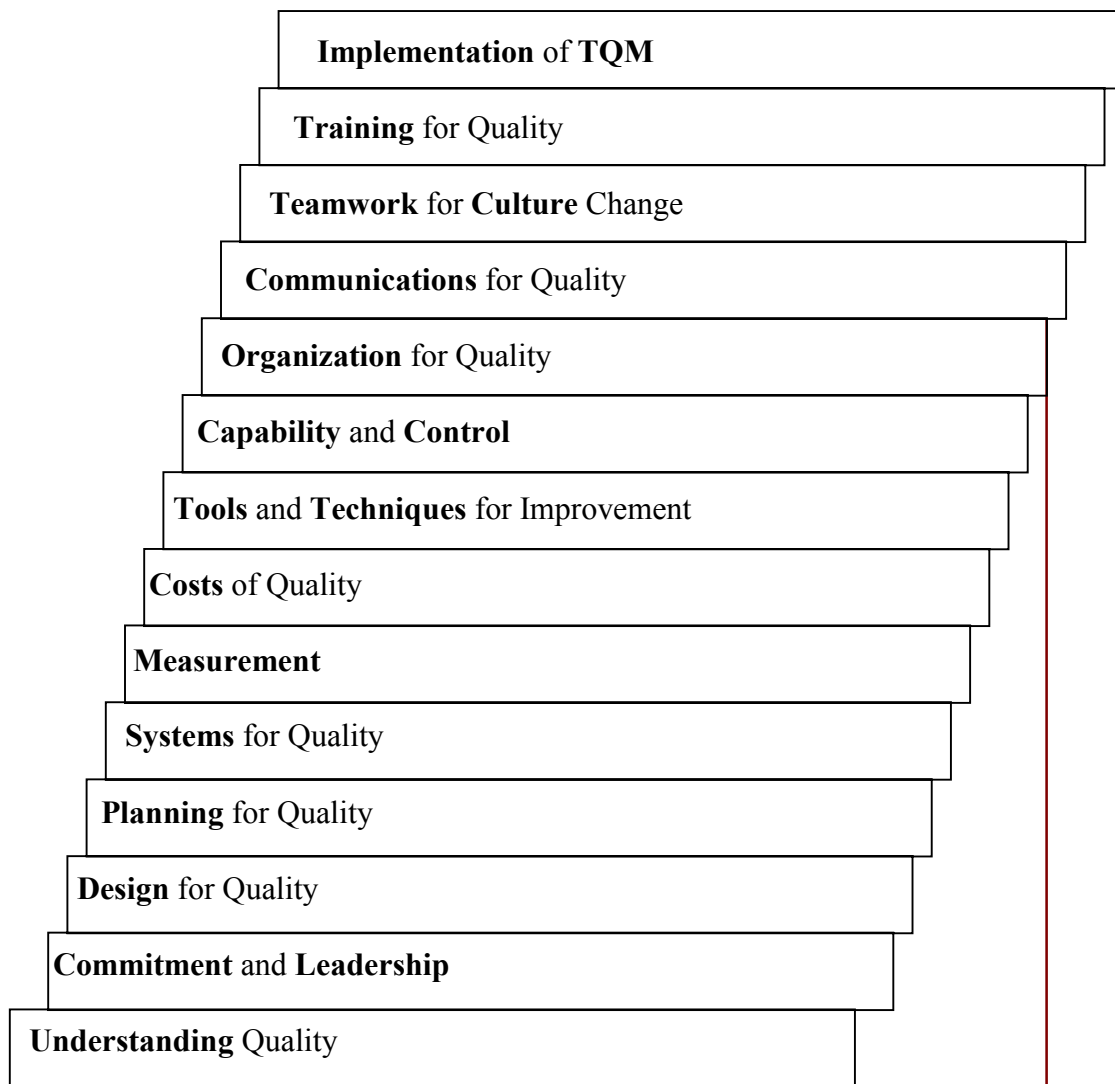 Implementation of TQM
Training for Quality
Teamwork for Culture Change
Communications for Quality
Organization for Quality
Capability and Control
Tools and Techniques for Improvement
Costs of Quality
Measurement
Systems for Quality
Planning for Quality
Design for Quality
Commitment and Leadership
Understanding Quality